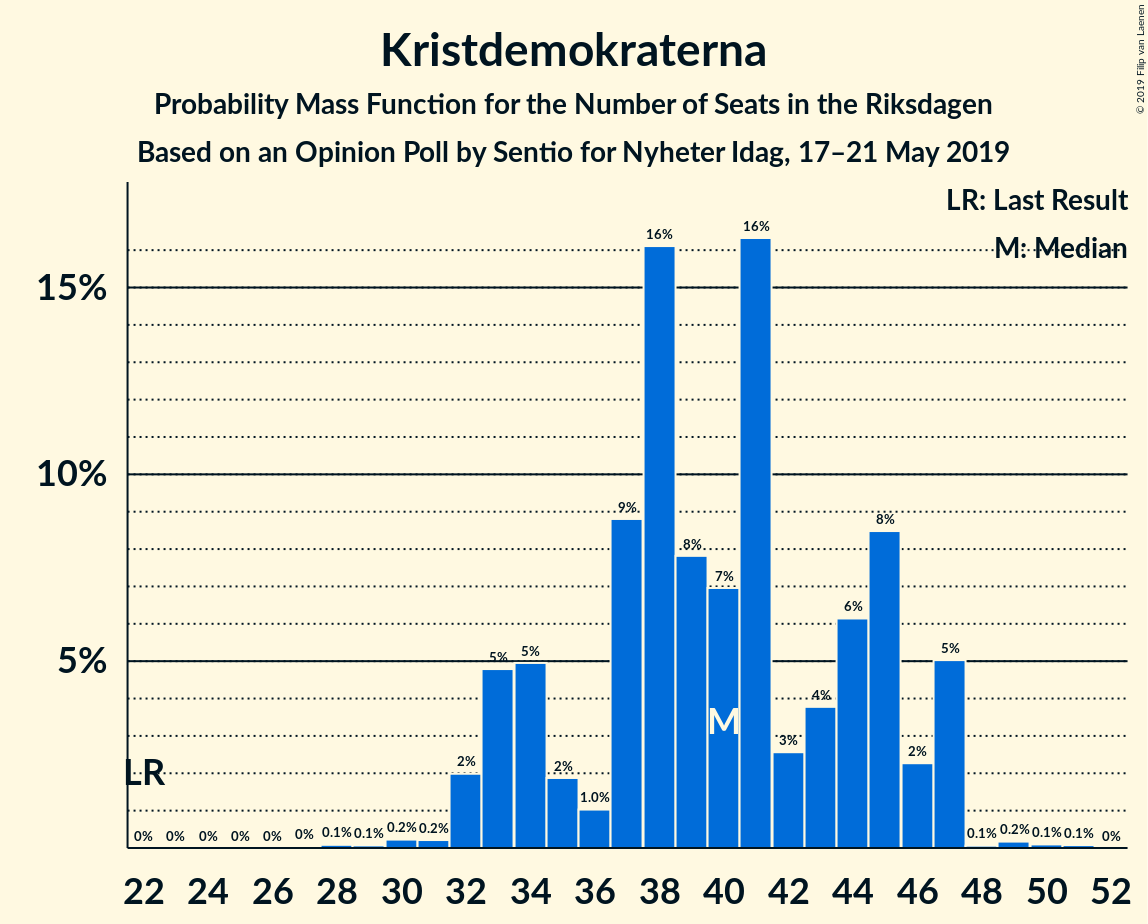 Kristdemokraterna
Probability Mass Function for the Number of Seats in the Riksdagen
Based on an Opinion Poll by Sentio for Nyheter Idag, 17–21 May 2019
© 2019 Filip van Laenen
LR: Last Result
M: Median
15%
10%
5%
0% 0% 0% 0% 0% 0% 0.1% 0.1% 0.2% 0.2% 2% 5% 5% 2% 1.0% 9% 16% 8% 7% 16% 3% 4% 6% 8% 2% 5% 0.1% 0.2% 0.1% 0.1% 0%
LR
M
22 24 26 28 30 32 34 36 38 40 42 44 46 48 50 52